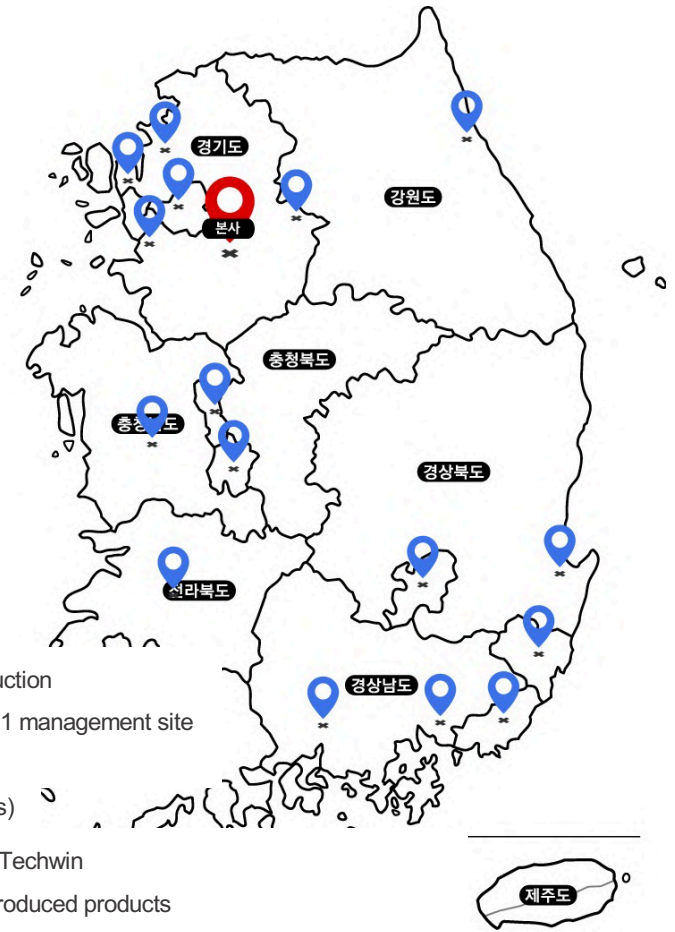 경기도
강원도
본사
충청북도
경상북도
전라북도
uction
1 management site
경상남도
s)
Techwin
roduced products
제주도